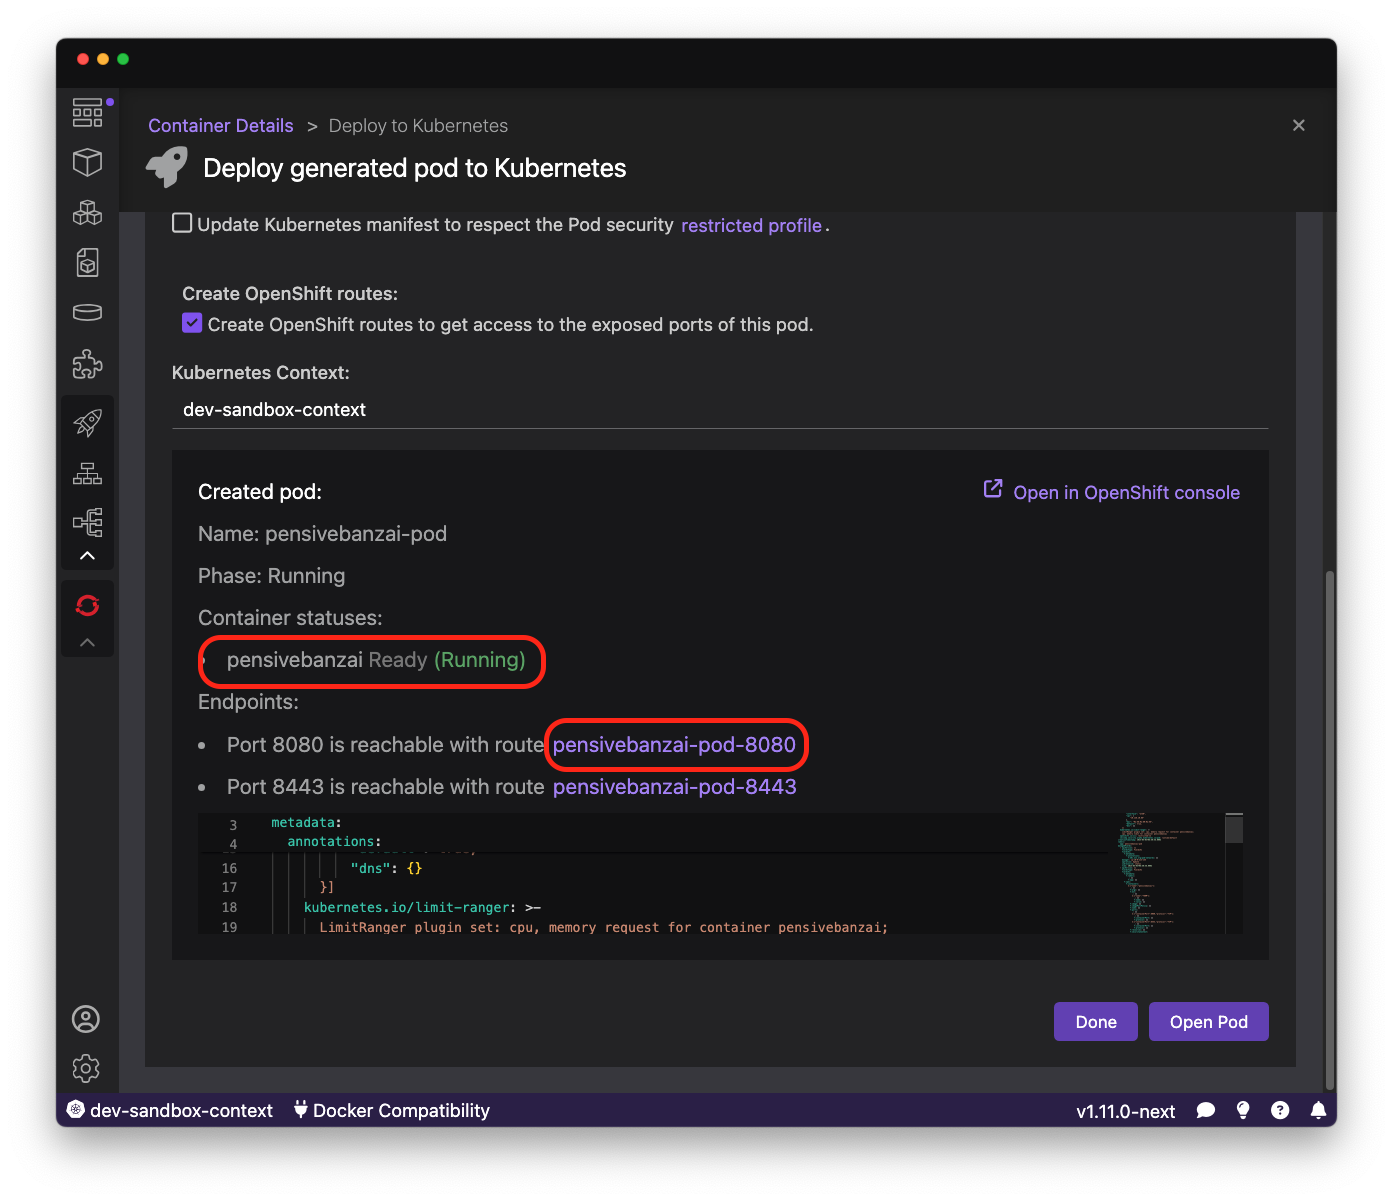 Container Details > Deploy to Kubernetes
Deploy generated pod to Kubernetes
Update Kubernetes manifest to respect the Pod security restricted profile.
Create OpenShift routes:
Create OpenShift routes to get access to the exposed ports of this pod.
Kubernetes Context:
dev-sandbox-context
Created pod:
Open in OpenShift console
Name: pensivebanzai-pod
Phase: Running
Container statuses:
• pensivebanzai Ready (Running)
Endpoints:
• Port 8080 is reachable with route pensivebanzai-pod-8080
• Port 8443 is reachable with route pensivebanzai-pod-8443
3 metadata:
4 annotations:
16 "dns": {}
17 }]
18 kubernetes.io/limit-ranger: >-
19 LimitRanger plugin set: cpu, memory request for container pensivebanzai;
Done
Open Pod
dev-sandbox-context
Docker Compatibility
v1.11.0-next